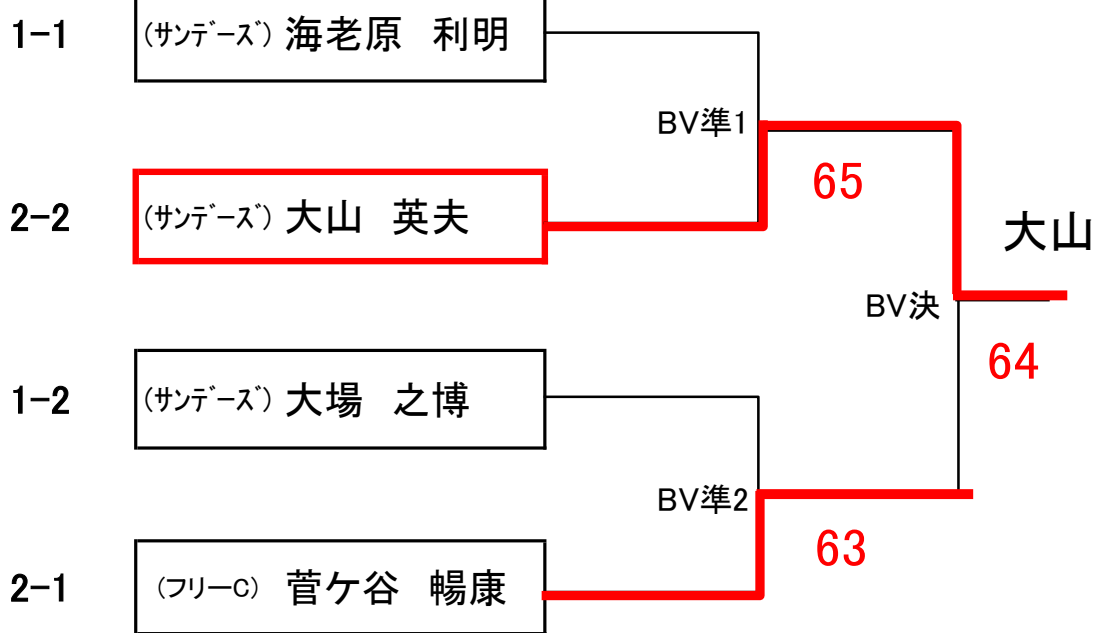 1-1 (サンデーズ) 海老原 利明
BV準1
65
2-2 (サンデーズ) 大山 英夫
大山
BV決
64
1-2 (サンデーズ) 大場 之博
BV準2
63
2-1 (フリーC) 菅ケ谷 暢康